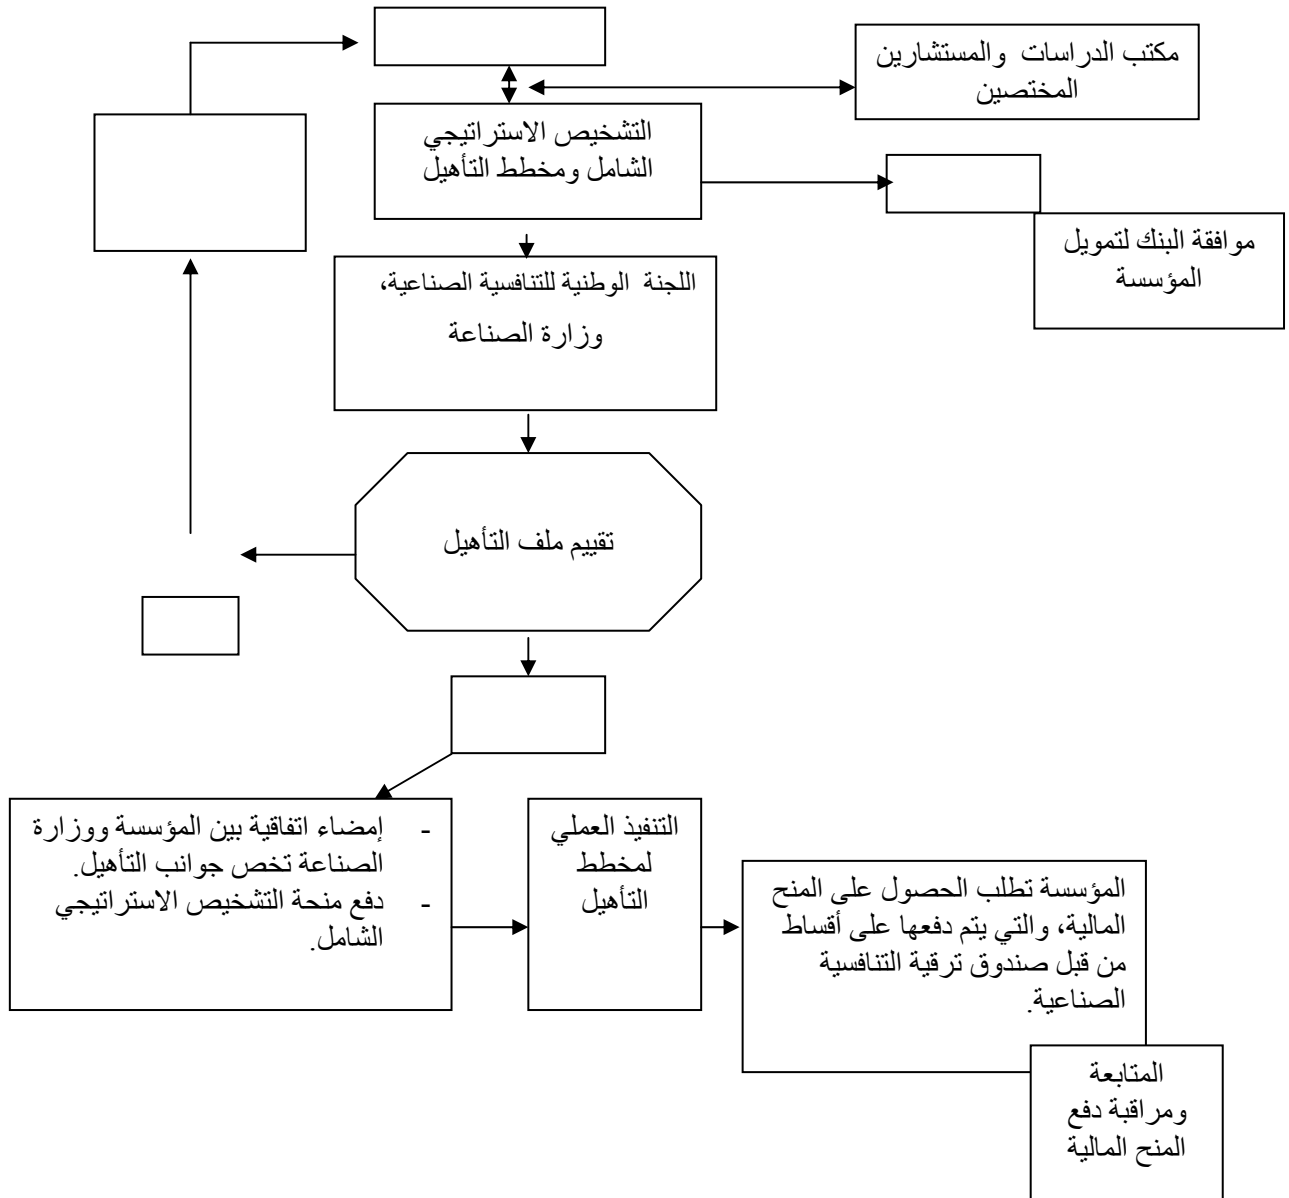 مكتب الدراسات والمستشارين
المختصين
التشخيص الاستراتيجي
الشامل ومخطط التأهيل
موافقة البنك لتمويل
المؤسسة
اللجنة الوطنية للتنافسية الصناعية،
وزارة الصناعة
تقييم ملف التأهيل
- إمضاء اتفاقية بين المؤسسة ووزارة
الصناعة تخص جوانب التأهيل.
- دفع منحة التشخيص الاستراتيجي
الشامل.
التنفيذ العملي
لمخطط
التأهيل
المؤسسة تطلب الحصول على المنح
المالية، والتي يتم دفعها على أقساط
من قبل صندوق ترقية التنافسية
الصناعية.
المتابعة
ومراقبة دفع
المنح المالية